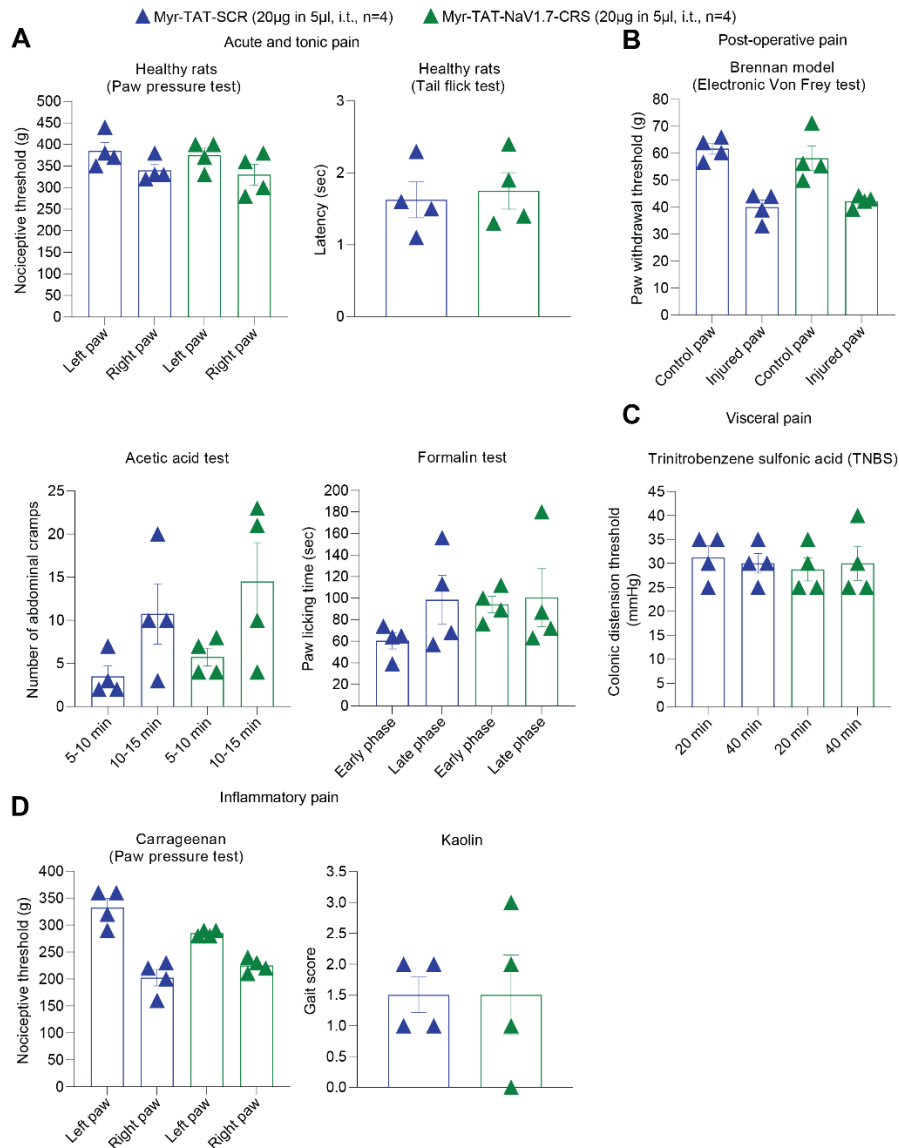 Myr-TAT-SCR (20µg in 5µl, i.t., n=4) Myr-TAT-NaV1.7-CRS (20µg in 5µl, i.t., n=4)
A
Acute and tonic pain
Healthy rats
(Paw pressure test)
Nociceptive threshold (g)
500
450
400
350
300
250
200
150
100
50
0
Left paw
Right paw
Left paw
Right paw
Healthy rats
(Tail flick test)
Latency (sec)
3
2
1
0
B
Post-operative pain
Brennan model
(Electronic Von Frey test)
Paw withdrawal threshold (g)
80
70
60
50
40
30
20
10
0
Control paw
Injured paw
Control paw
Injured paw
Acetic acid test
Number of abdominal cramps
25
20
15
10
5
0
5-10 min
10-15 min
5-10 min
10-15 min
Formalin test
Paw licking time (sec)
200
180
160
140
120
100
80
60
40
20
0
Early phase
Late phase
Early phase
Late phase
C
Visceral pain
Trinitrobenzene sulfonic acid (TNBS)
Colonic distension threshold
(mmHg)
45
40
35
30
25
20
15
10
5
0
20 min
40 min
20 min
40 min
D
Inflammatory pain
Carrageenan
(Paw pressure test)
Nociceptive threshold (g)
400
350
300
250
200
150
100
50
0
Left paw
Right paw
Left paw
Right paw
Kaolin
Gait score
3.5
3.0
2.5
2.0
1.5
1.0
0.5
0.0